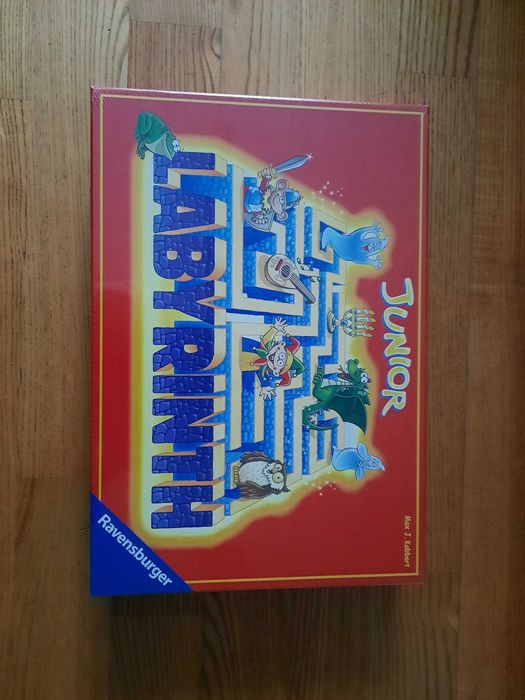 Max J. Kobbert
JUNIOR
LABYRINTH
Ravensburger